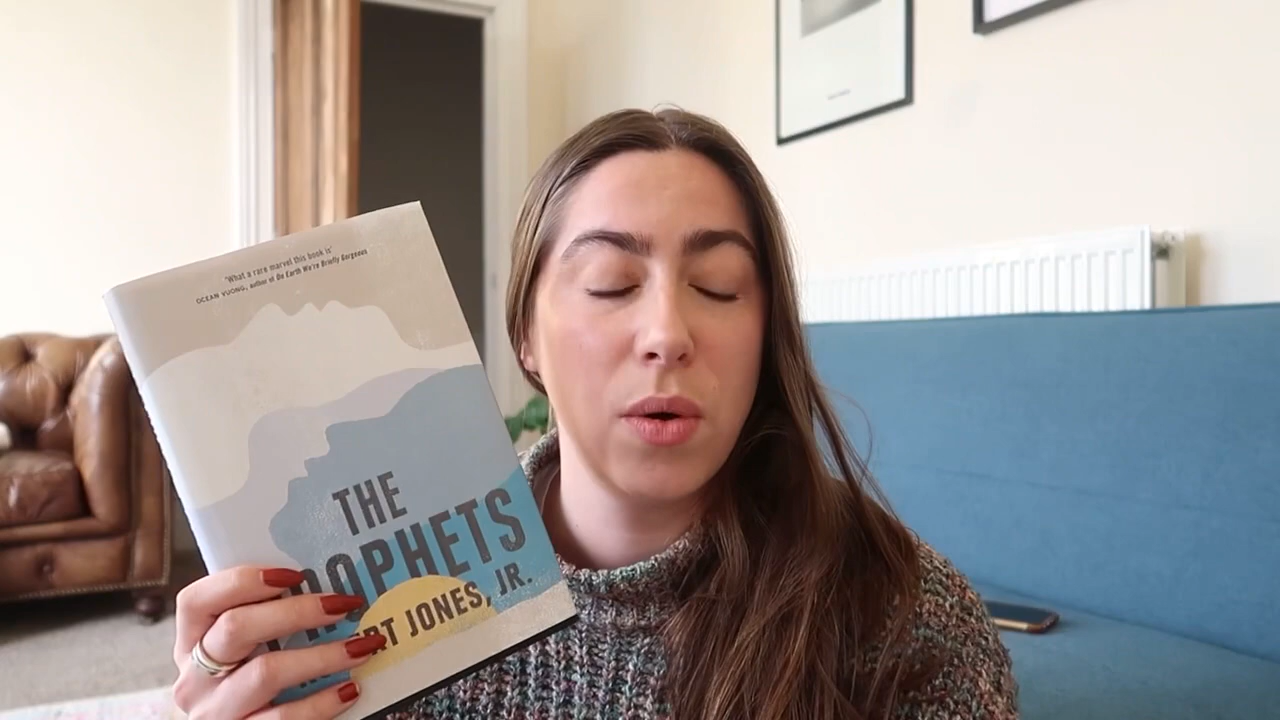 'What a rare marvel this book is'
OCEAN VUONG, author of On Earth We're Briefly Gorgeous
THE
PROPHETS
JONES, JR.